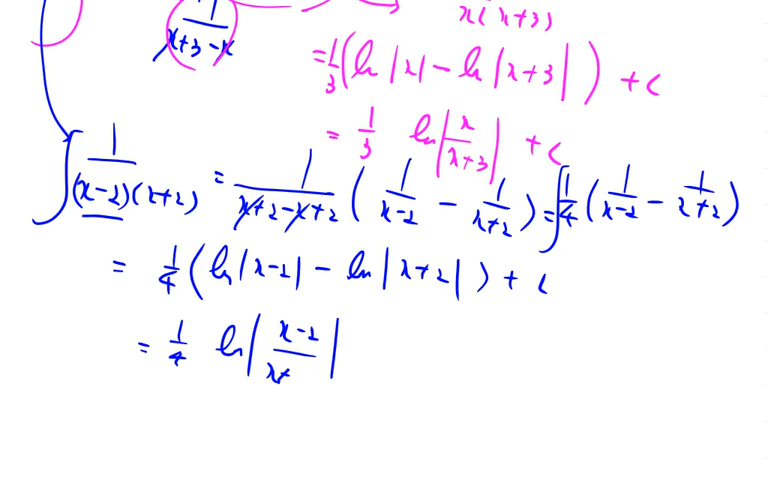 1/(x+3-x)
x(x+3)
= 1/3 (ln|x| - ln|x+3|) + c
= 1/3 ln|x/(x+3)| + c
∫ 1/((x-2)(x+2)) = 1/(x+2-x+2) (1/(x-2) - 1/(x+2)) = ∫ 1/4 (1/(x-2) - 1/(x+2))
= 1/4 (ln|x-2| - ln|x+2|) + c
= 1/4 ln|(x-2)/(x+|